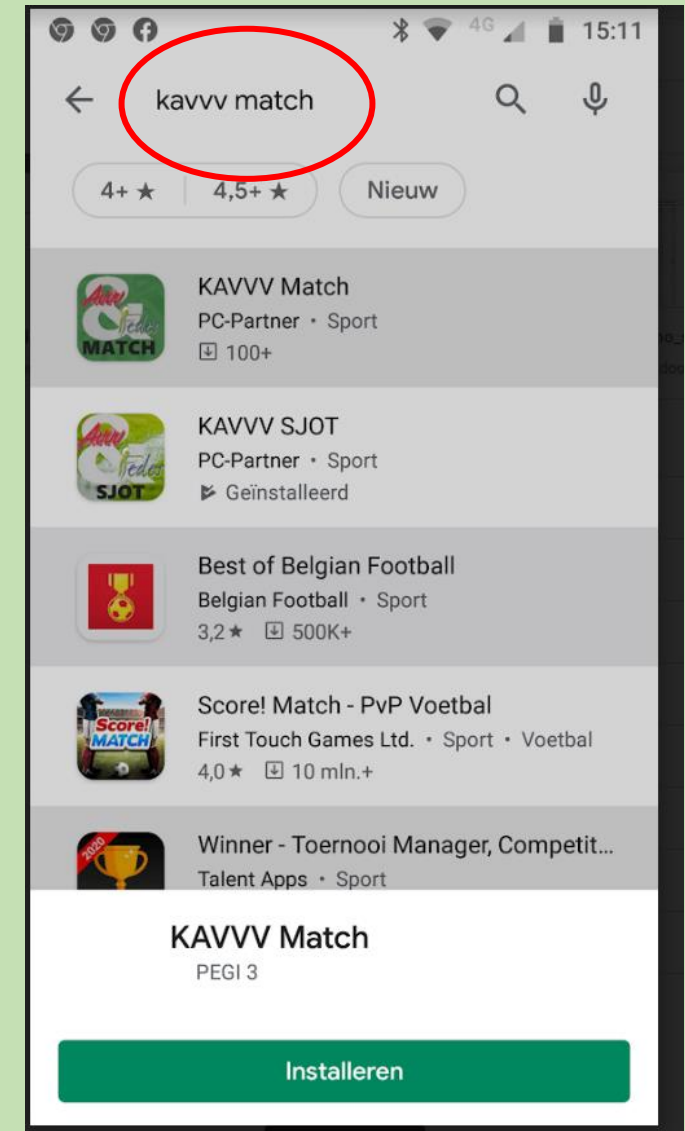 4G 15:11
kavvv match
4+ ★ 4,5+ ★ Nieuw
KAVVV Match
PC-Partner • Sport
100+
MATCH
KAVVV SJOT
PC-Partner • Sport
Geïnstalleerd
SJOT
Best of Belgian Football
Belgian Football • Sport
3,2 ★ 500K+
Score! Match - PvP Voetbal
First Touch Games Ltd. • Sport • Voetbal
4,0 ★ 10 mln.+
Score!
MATCH
2020
Winner - Toernooi Manager, Competit...
Talent Apps • Sport
KAVVV Match
PEGI 3
Installeren